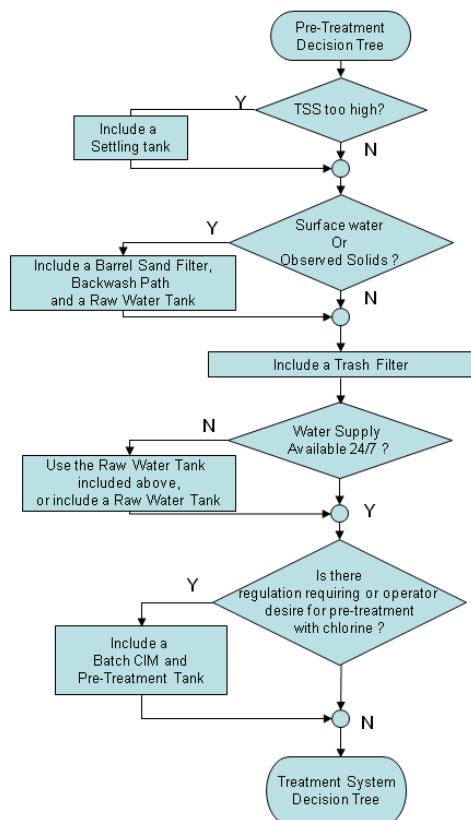 Pre-Treatment
Decision Tree
TSS too high?
Y
Include a
Settling tank
N
Surface water
Or
Observed Solids ?
Y
Include a Barrel Sand Filter,
Backwash Path
and a Raw Water Tank
N
Include a Trash Filter
Water Supply
Available 24/7 ?
N
Use the Raw Water Tank
included above,
or include a Raw Water Tank
Y
Is there
regulation requiring or operator
desire for pre-treatment
with chlorine ?
Y
Include a
Batch CIM and
Pre-Treatment Tank
N
Treatment System
Decision Tree